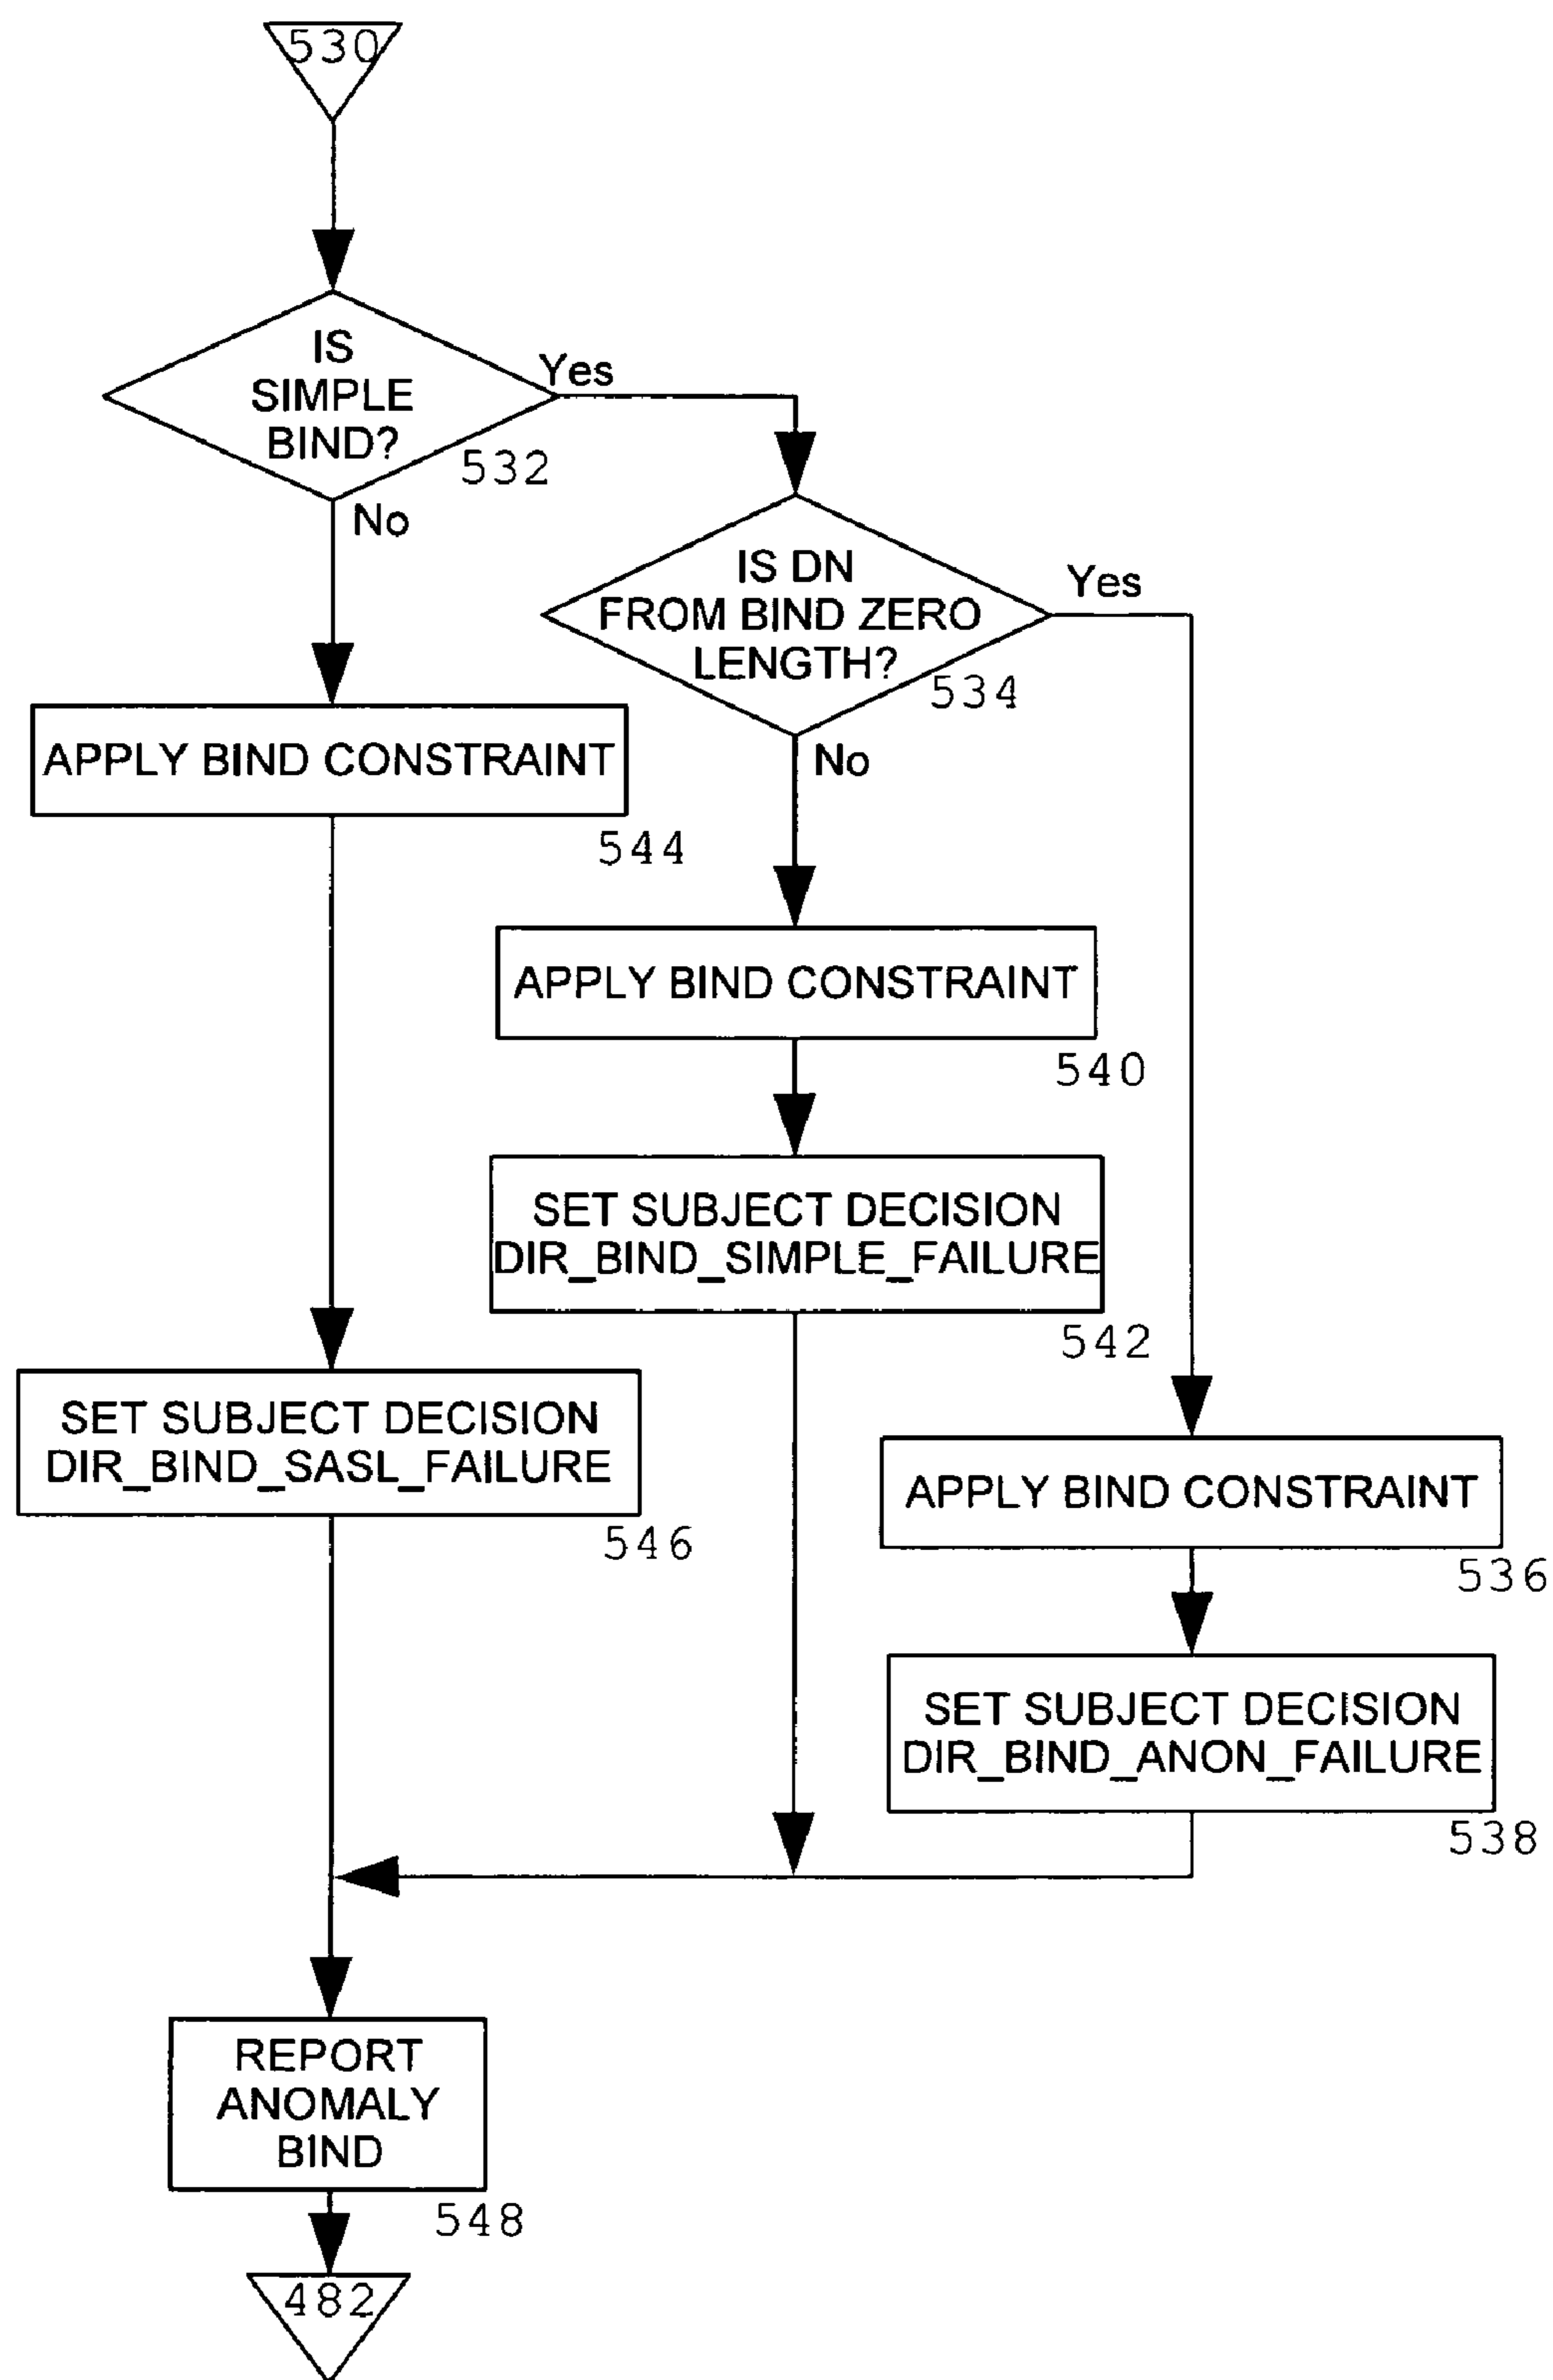 530
IS
SIMPLE
BIND?
Yes
532
No
IS DN
FROM BIND ZERO
LENGTH?
Yes
534
No
APPLY BIND CONSTRAINT
544
APPLY BIND CONSTRAINT
540
SET SUBJECT DECISION
DIR_BIND_SIMPLE_FAILURE
542
SET SUBJECT DECISION
DIR_BIND_SASL_FAILURE
546
APPLY BIND CONSTRAINT
536
SET SUBJECT DECISION
DIR_BIND_ANON_FAILURE
538
REPORT
ANOMALY
BIND
548
482